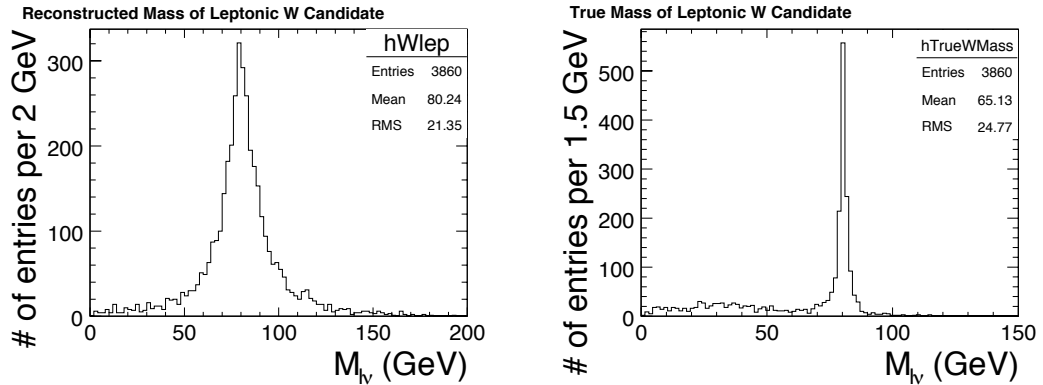 Reconstructed Mass of Leptonic W Candidate
# of entries per 2 GeV
300
200
100
0
0 50 100 150 200
M_lν (GeV)
hWlep
Entries 3860
Mean 80.24
RMS 21.35
True Mass of Leptonic W Candidate
# of entries per 1.5 GeV
500
400
300
200
100
0
0 50 100 150
M_lν (GeV)
hTrueWMass
Entries 3860
Mean 65.13
RMS 24.77